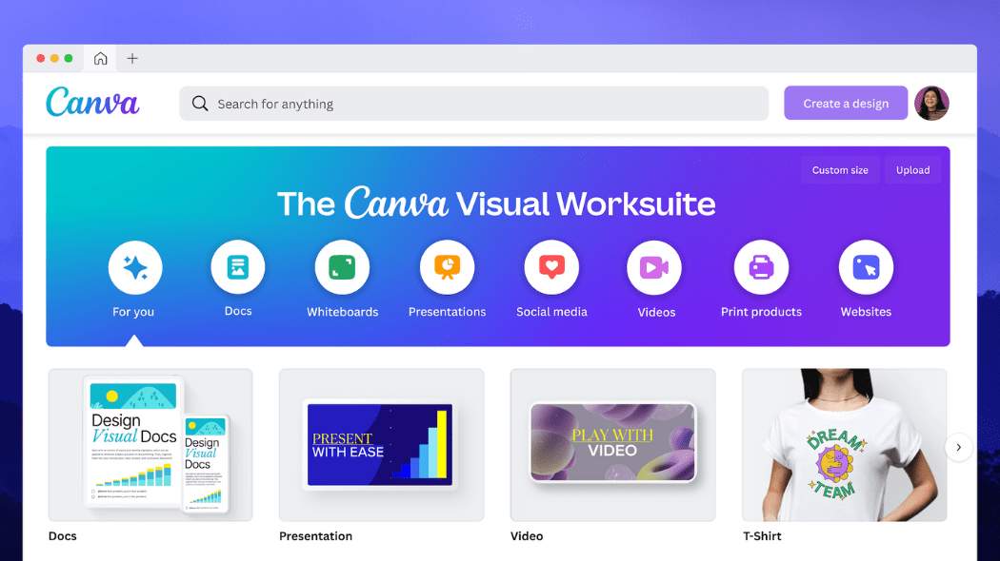 Canva
Search for anything
Create a design
Custom size
Upload
The Canva Visual Worksuite
For you
Docs
Whiteboards
Presentations
Social media
Videos
Print products
Websites
Design
Visual Docs
Design
Visual
Docs
PRESENT
WITH EASE
PLAY WITH
VIDEO
DREAM
TEAM
Docs
Presentation
Video
T-Shirt